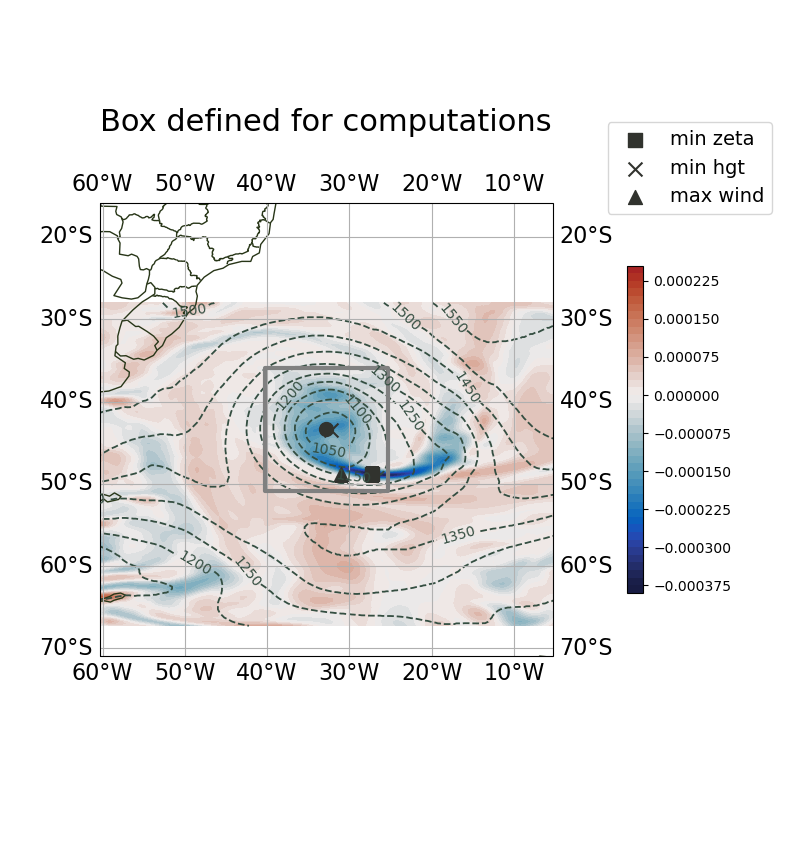 Box defined for computations
min zeta
min hgt
max wind
60°W 50°W 40°W 30°W 20°W 10°W
20°S 20°S
30°S 30°S
40°S 40°S
50°S 50°S
60°S 60°S
70°S 70°S
60°W 50°W 40°W 30°W 20°W 10°W
1500
1500
1550
1450
1300
1200
1100
1250
1050
1350
1200
1250
0.000225
0.000150
0.000075
0.000000
−0.000075
−0.000150
−0.000225
−0.000300
−0.000375